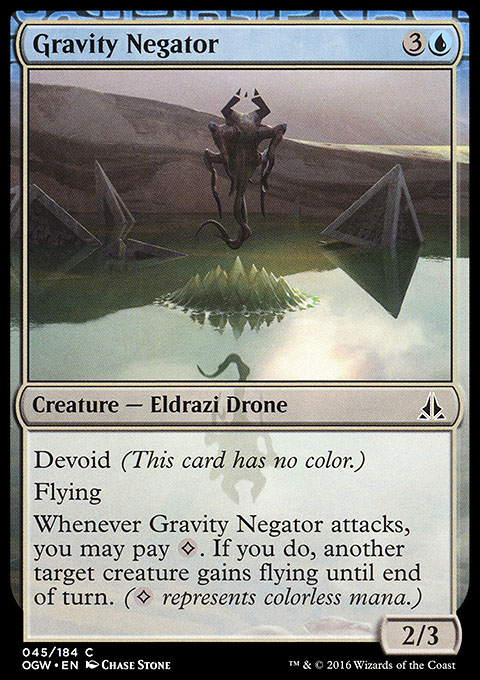 Gravity Negator 3
Creature — Eldrazi Drone
Devoid (This card has no color.)
Flying
Whenever Gravity Negator attacks,
you may pay ◇. If you do, another
target creature gains flying until end
of turn. (◇ represents colorless mana.)
2/3
045/184 C
OGW • EN Chase Stone
™ & © 2016 Wizards of the Coast